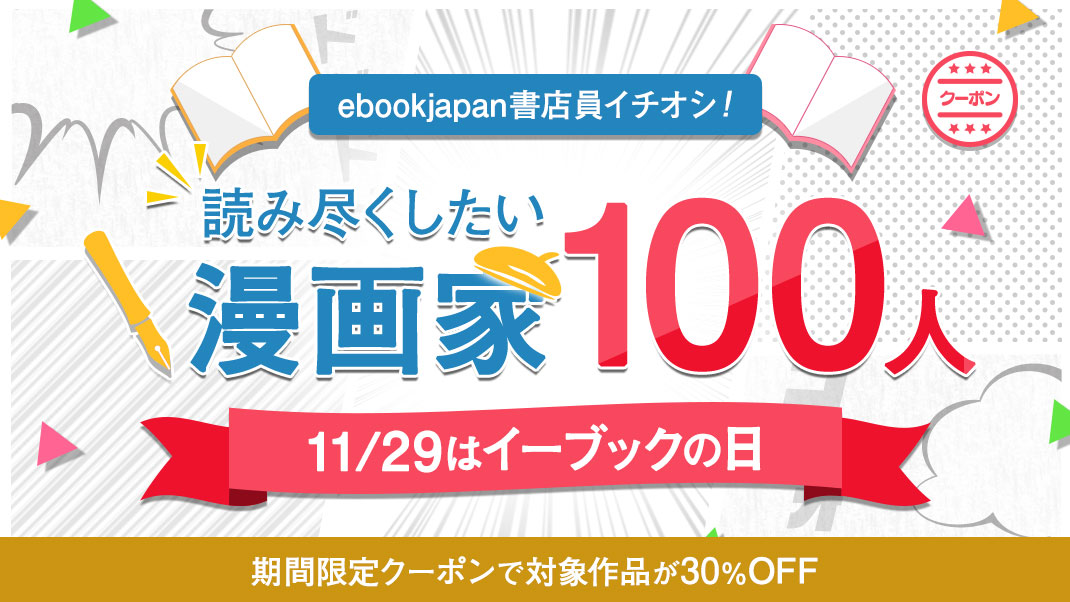 ebookjapan書店員イチオシ!
クーポン
読み尽くしたい
漫画家100人
11/29はイーブックの日
期間限定クーポンで対象作品が30%OFF